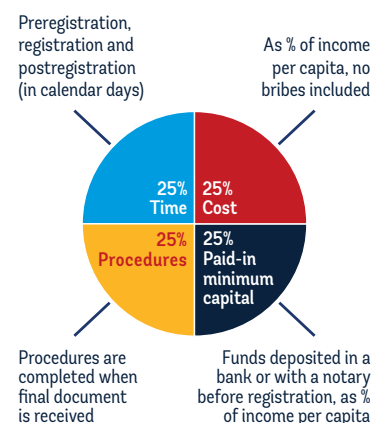 Preregistration,
registration and
postregistration
(in calendar days)
As % of income
per capita, no
bribes included
25%
Time
25%
Cost
25%
Procedures
25%
Paid-in
minimum
capital
Procedures are
completed when
final document
is received
Funds deposited in a
bank or with a notary
before registration, as %
of income per capita